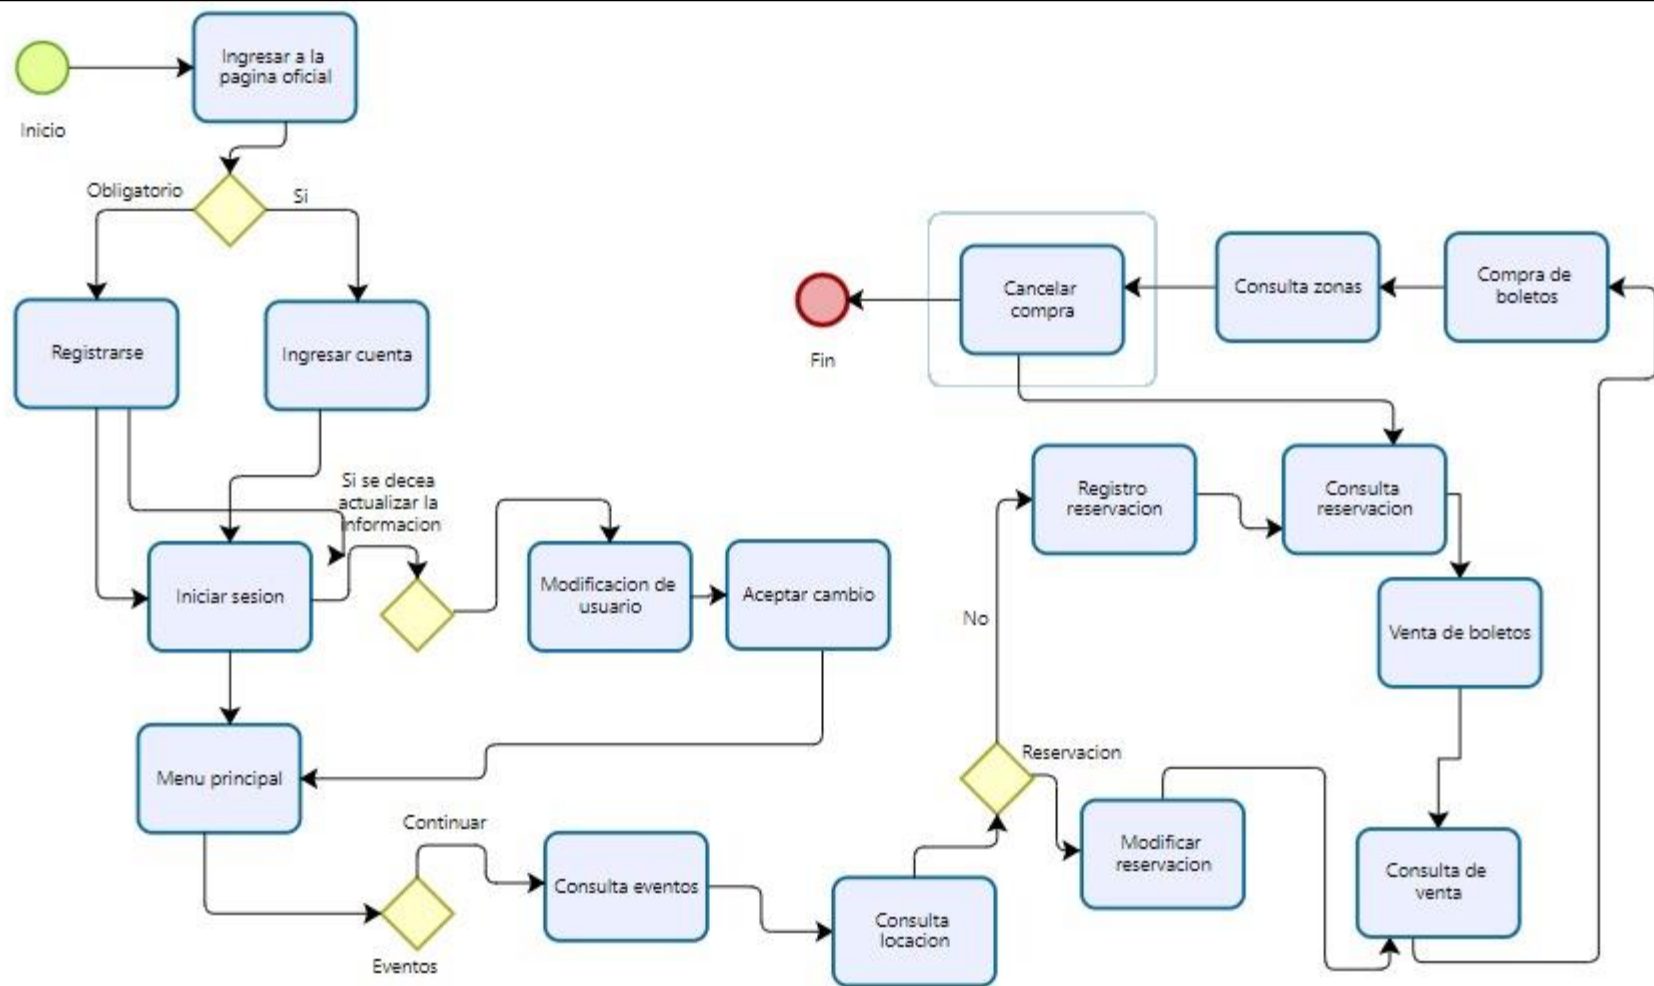 Ingresar a la
pagina oficial
Inicio
Obligatorio
Si
Registrarse
Ingresar cuenta
Si se decea
actualizar la
informacion
Iniciar sesion
Modificacion de
usuario
Aceptar cambio
Menu principal
Continuar
Eventos
Consulta eventos
Consulta
locacion
No
Reservacion
Modificar
reservacion
Registro
reservacion
Consulta
reservacion
Venta de boletos
Consulta de
venta
Compra de
boletos
Consulta zonas
Cancelar
compra
Fin